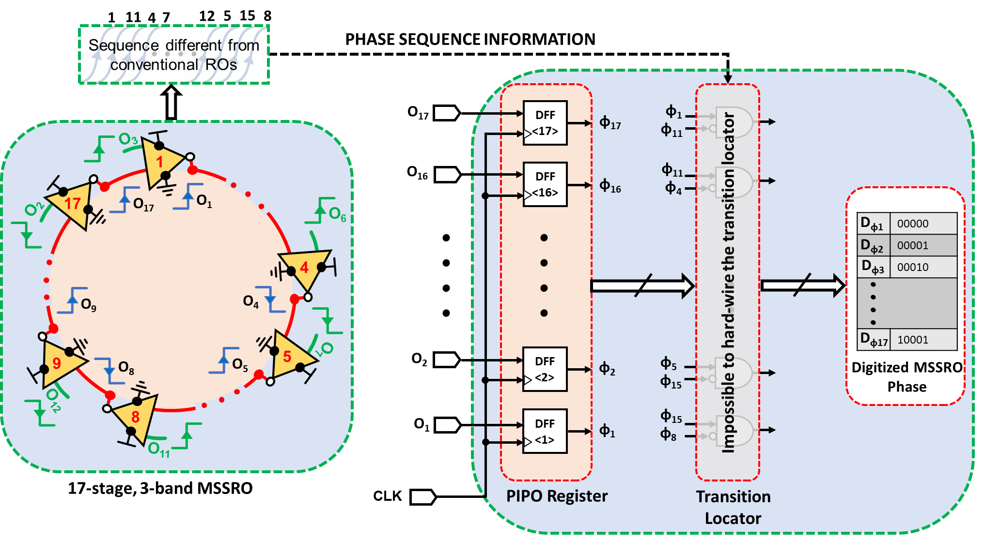 1 11 4 7 12 5 15 8
Sequence different from
conventional ROs
PHASE SEQUENCE INFORMATION
O3
1
O17
O1
17
O2
O6
4
O4
O7
5
O5
O9
9
O12
O8
8
O11
17-stage, 3-band MSSRO
O17
DFF
<17>
ϕ17
O16
DFF
<16>
ϕ16
O2
DFF
<2>
ϕ2
O1
DFF
<1>
ϕ1
CLK
PIPO Register
ϕ1
ϕ11
ϕ11
ϕ4
ϕ5
ϕ15
ϕ15
ϕ8
Impossible to hard-wire the transition locator
Transition
Locator
Dϕ1 00000
Dϕ2 00001
Dϕ3 00010
Dϕ17 10001
Digitized MSSRO
Phase